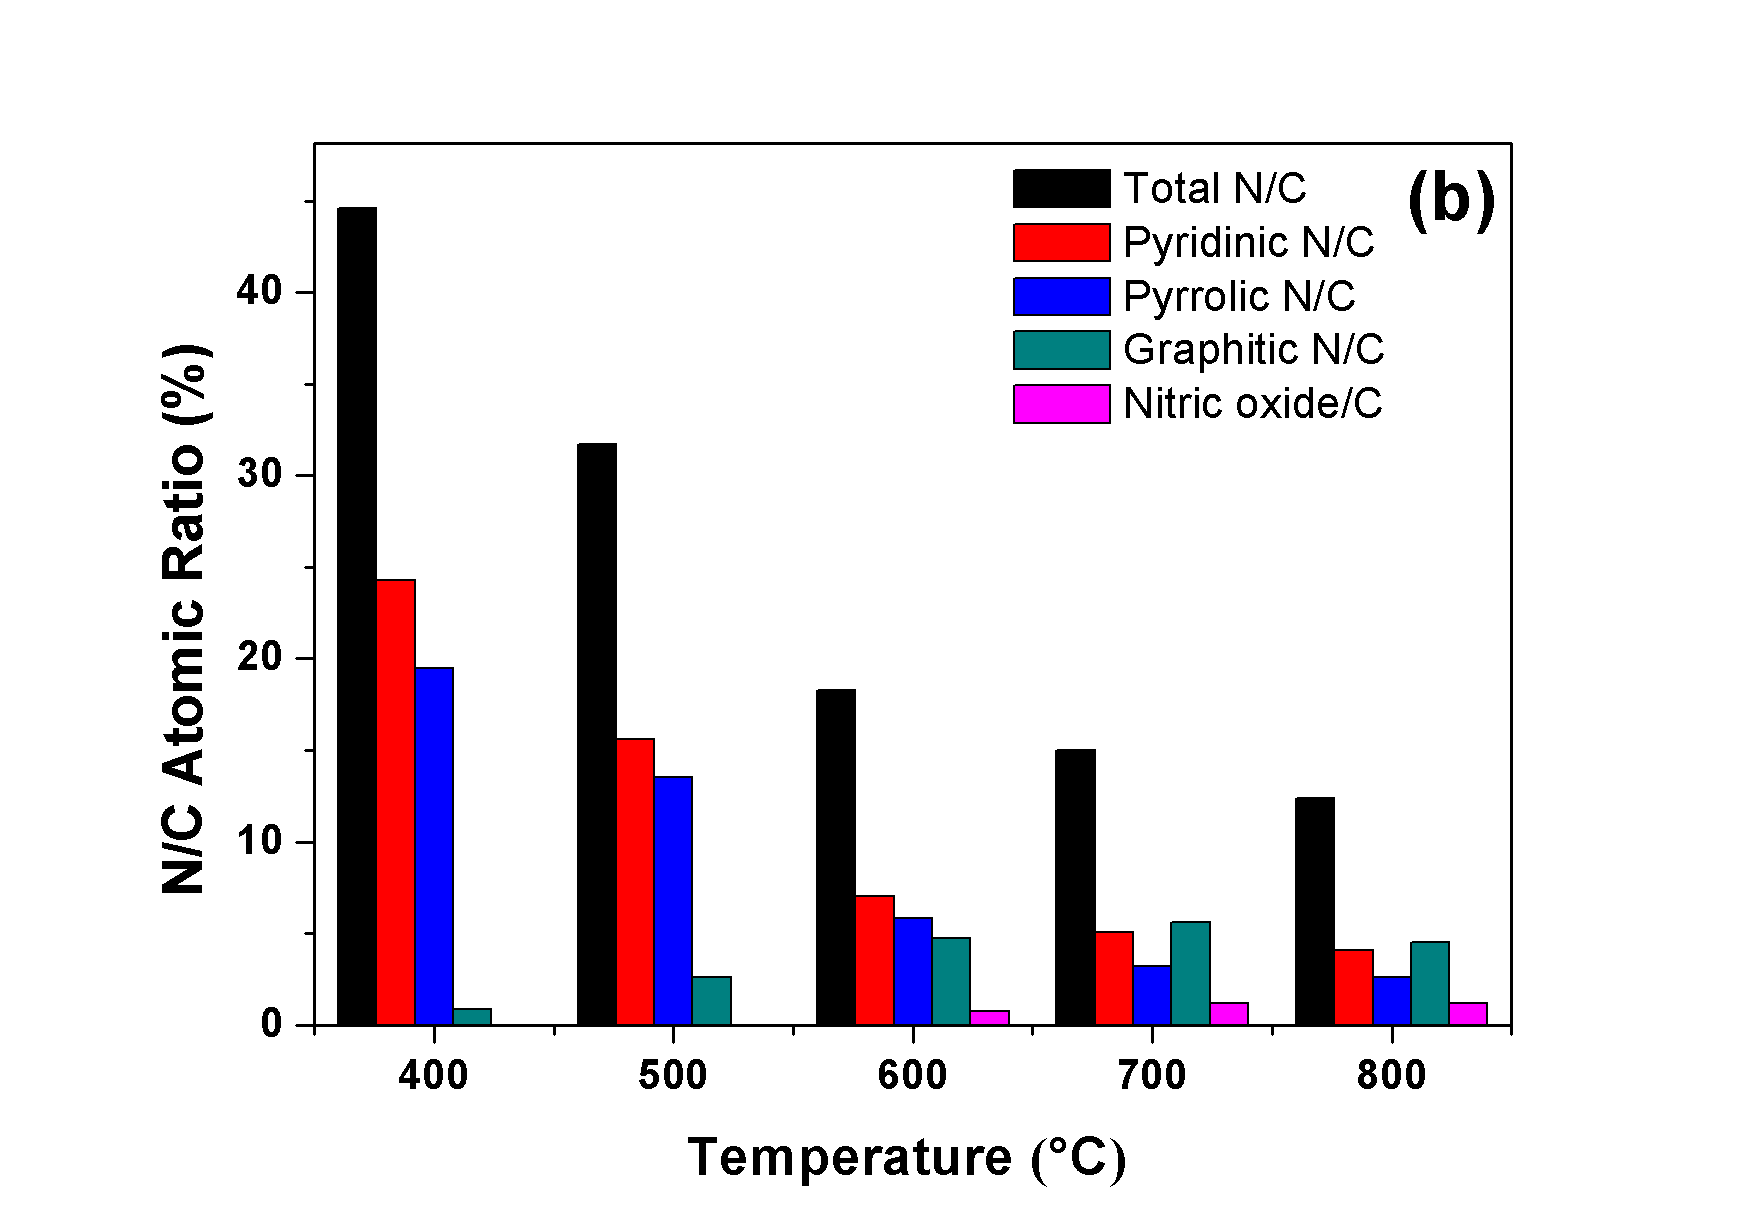 (b)
Total N/C
Pyridinic N/C
Pyrrolic N/C
Graphitic N/C
Nitric oxide/C
N/C Atomic Ratio (%)
40
30
20
10
0
400 500 600 700 800
Temperature (°C)